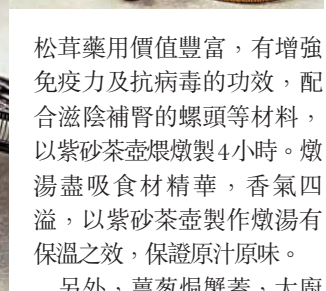 松茸藥用價值豐富，有增強
免疫力及抗病毒的功效，配
合滋陰補腎的螺頭等材料，
以紫砂茶壺煨燉製4小時。燉
湯盡吸食材精華，香氣四
溢，以紫砂茶壺製作燉湯有
保溫之效，保證原汁原味。
另外，薑葱焗蟹蓋，大廚